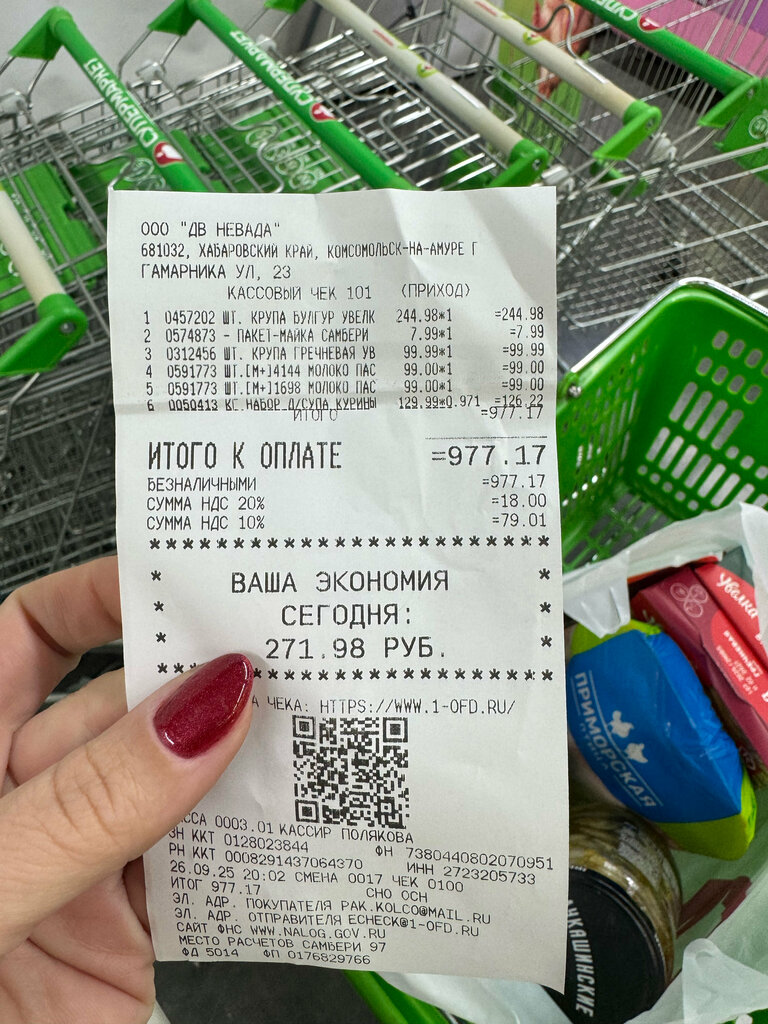 СУПЕРМАРКЕТ
СУПЕРМАРКЕТ
СУПЕРМАРКЕТ
ООО "ДВ НЕВАДА"
681032, ХАБАРОВСКИЙ КРАЙ, КОМСОМОЛЬСК-НА-АМУРЕ Г
ГАМАРНИКА УЛ, 23
КАССОВЫЙ ЧЕК 101 (ПРИХОД)
1 0457202 ШТ. КРУПА БУЛГУР УВЕЛК 244.98*1 =244.98
2 0574873 - ПАКЕТ-МАЙКА САМБЕРИ 7.99*1 =7.99
3 0312456 ШТ. КРУПА ГРЕЧНЕВАЯ УВ 99.99*1 =99.99
4 0591773 ШТ.[М+]4144 МОЛОКО ПАС 99.00*1 =99.00
5 0591773 ШТ.[М+]1698 МОЛОКО ПАС 99.00*1 =99.00
6 0050413 КГ.НАБОР Д/СУПА КУРИНЫ 129.99*0.971 =126.22
ИТОГО =977.17
ИТОГО К ОПЛАТЕ =977.17
БЕЗНАЛИЧНЫМИ =977.17
СУММА НДС 20% =18.00
СУММА НДС 10% =79.01
* * * * * * * * * * * * * * * * * * * * * * * *
* ВАША ЭКОНОМИЯ *
* СЕГОДНЯ: *
* 271.98 РУБ. *
* * * * * * * * * * * * * * * * * * * * * * * *
А ЧЕКА: HTTPS://WWW.1-OFD.RU/
ССА 0003.01 КАССИР ПОЛЯКОВА
ЗН ККТ 0128023844 ФН 7380440802070951
РН ККТ 0008291437064370 ИНН 2723205733
26.09.25 20:02 СМЕНА 0017 ЧЕК 0100
ИТОГ 977.17 СНО ОСН
ЭЛ. АДР. ПОКУПАТЕЛЯ PAK.KOLCO@MAIL.RU
ЭЛ. АДР. ОТПРАВИТЕЛЯ ECHECK@1-OFD.RU
САЙТ ФНС WWW.NALOG.GOV.RU
МЕСТО РАСЧЕТОВ САМБЕРИ 97
ФД 5014 ФП 0176829766
Увелка
ПРИМОРСКАЯ
ЛУКАШИНСКИЕ